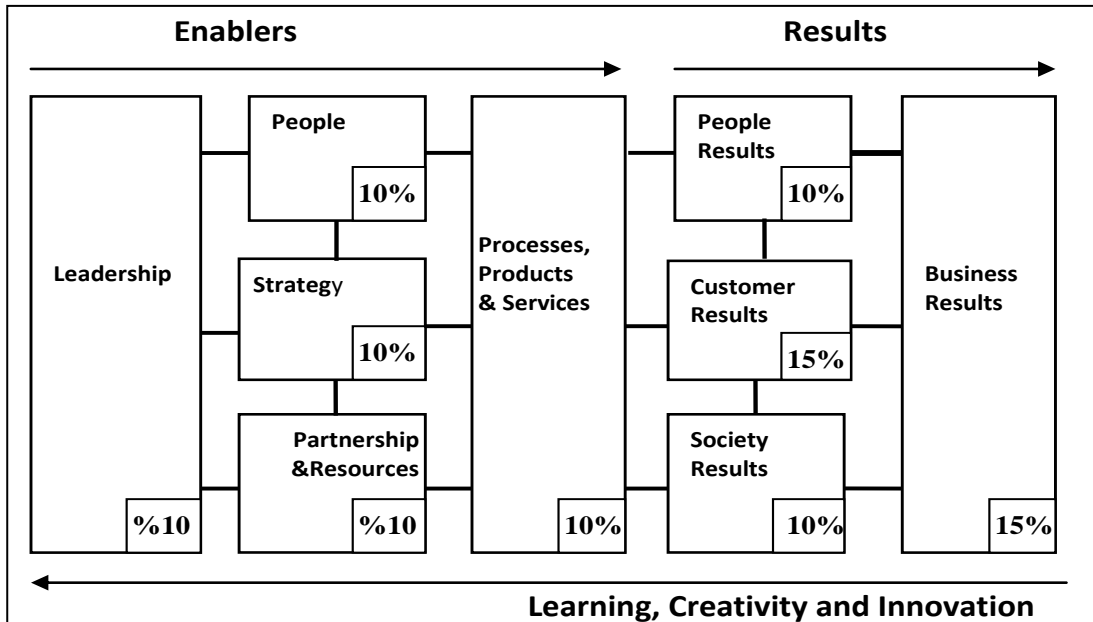 Enablers
Results
Leadership
%10
People
10%
Strategy
10%
Partnership
&Resources
%10
Processes,
Products
& Services
10%
People
Results
10%
Customer
Results
15%
Society
Results
10%
Business
Results
15%
Learning, Creativity and Innovation